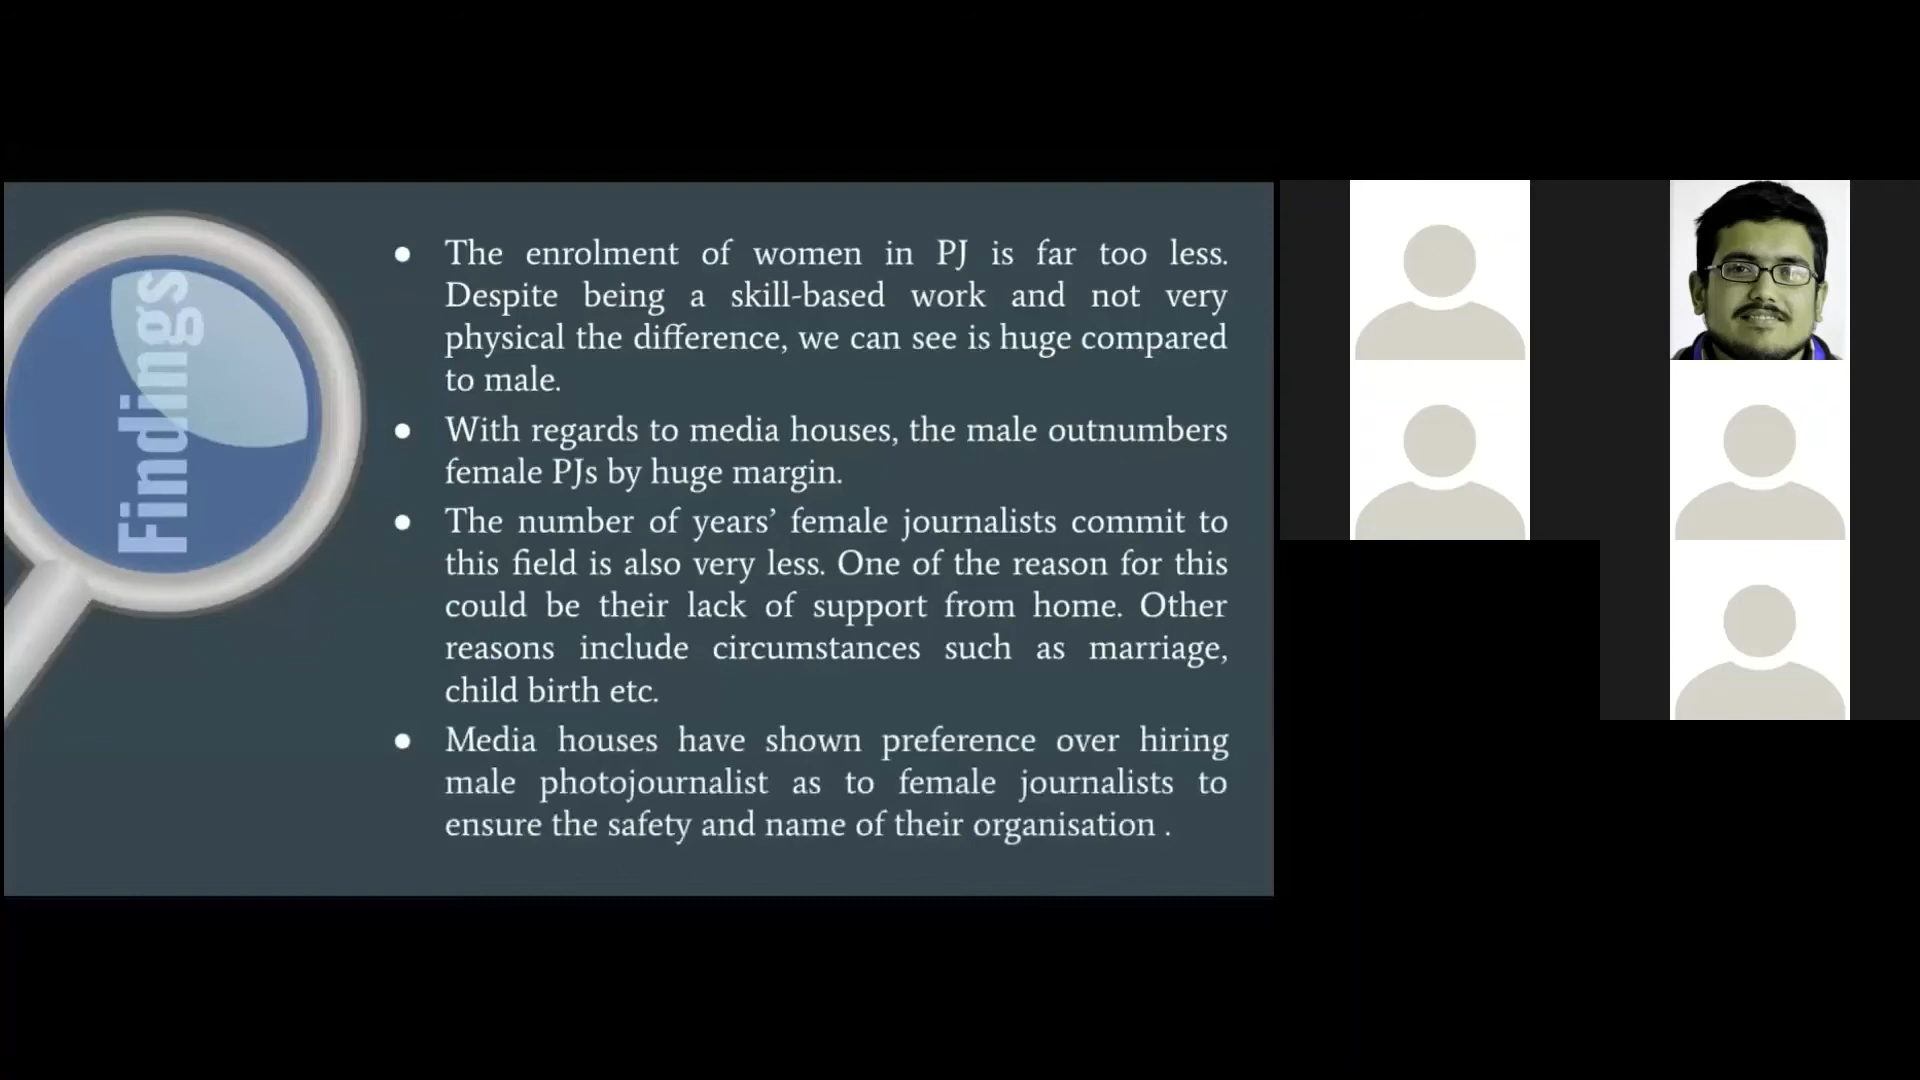 Findings
● The enrolment of women in PJ is far too less.
Despite being a skill-based work and not very
physical the difference, we can see is huge compared
to male.
● With regards to media houses, the male outnumbers
female PJs by huge margin.
● The number of years’ female journalists commit to
this field is also very less. One of the reason for this
could be their lack of support from home. Other
reasons include circumstances such as marriage,
child birth etc.
● Media houses have shown preference over hiring
male photojournalist as to female journalists to
ensure the safety and name of their organisation .